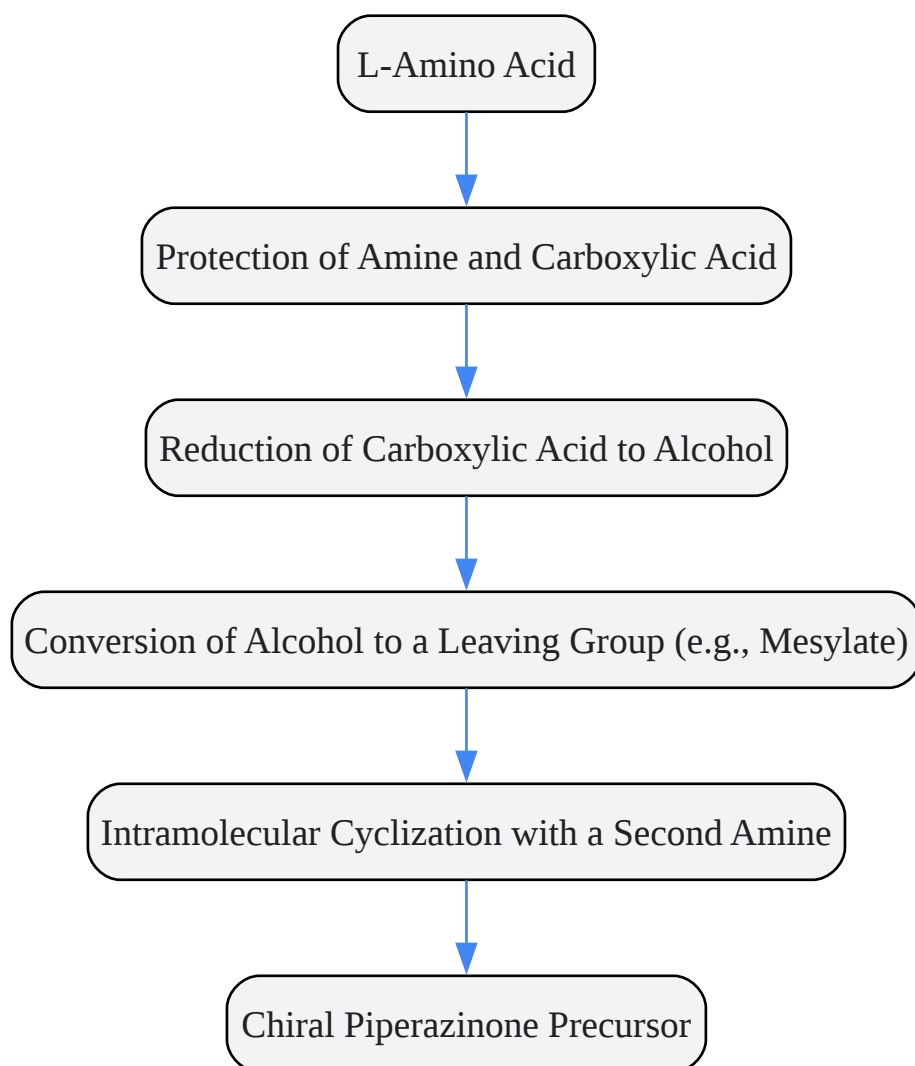 L-Amino Acid
Protection of Amine and Carboxylic Acid
Reduction of Carboxylic Acid to Alcohol
Conversion of Alcohol to a Leaving Group (e.g., Mesylate)
Intramolecular Cyclization with a Second Amine
Chiral Piperazinone Precursor